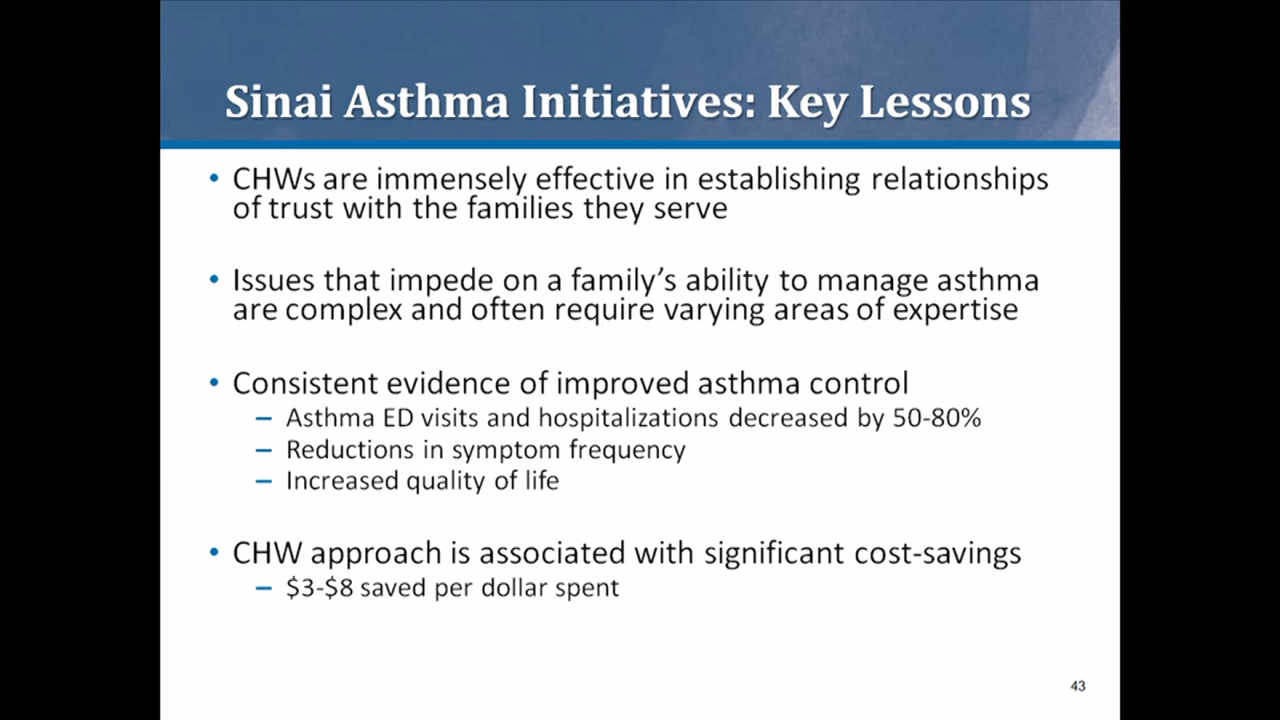 Sinai Asthma Initiatives: Key Lessons
• CHWs are immensely effective in establishing relationships
of trust with the families they serve
• Issues that impede on a family’s ability to manage asthma
are complex and often require varying areas of expertise
• Consistent evidence of improved asthma control
– Asthma ED visits and hospitalizations decreased by 50-80%
– Reductions in symptom frequency
– Increased quality of life
• CHW approach is associated with significant cost-savings
– $3-$8 saved per dollar spent
43